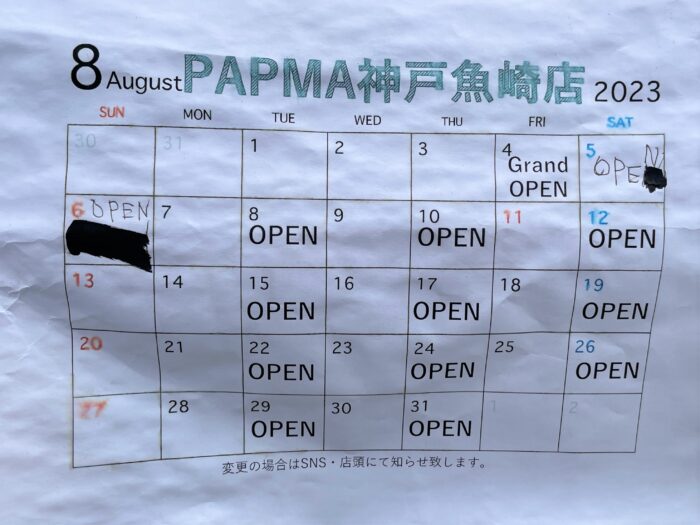 8 August PAPMA神戸魚崎店 2023
SUN MON TUE WED THU FRI SAT
30 31 1 2 3 4 5
Grand OPEN
OPEN
6 OPEN 7 8 9 10 11 12
OPEN OPEN OPEN
13 14 15 16 17 18 19
OPEN OPEN OPEN
20 21 22 23 24 25 26
OPEN OPEN OPEN
27 28 29 30 31 1 2
OPEN OPEN
変更の場合はSNS・店頭にて知らせ致します。